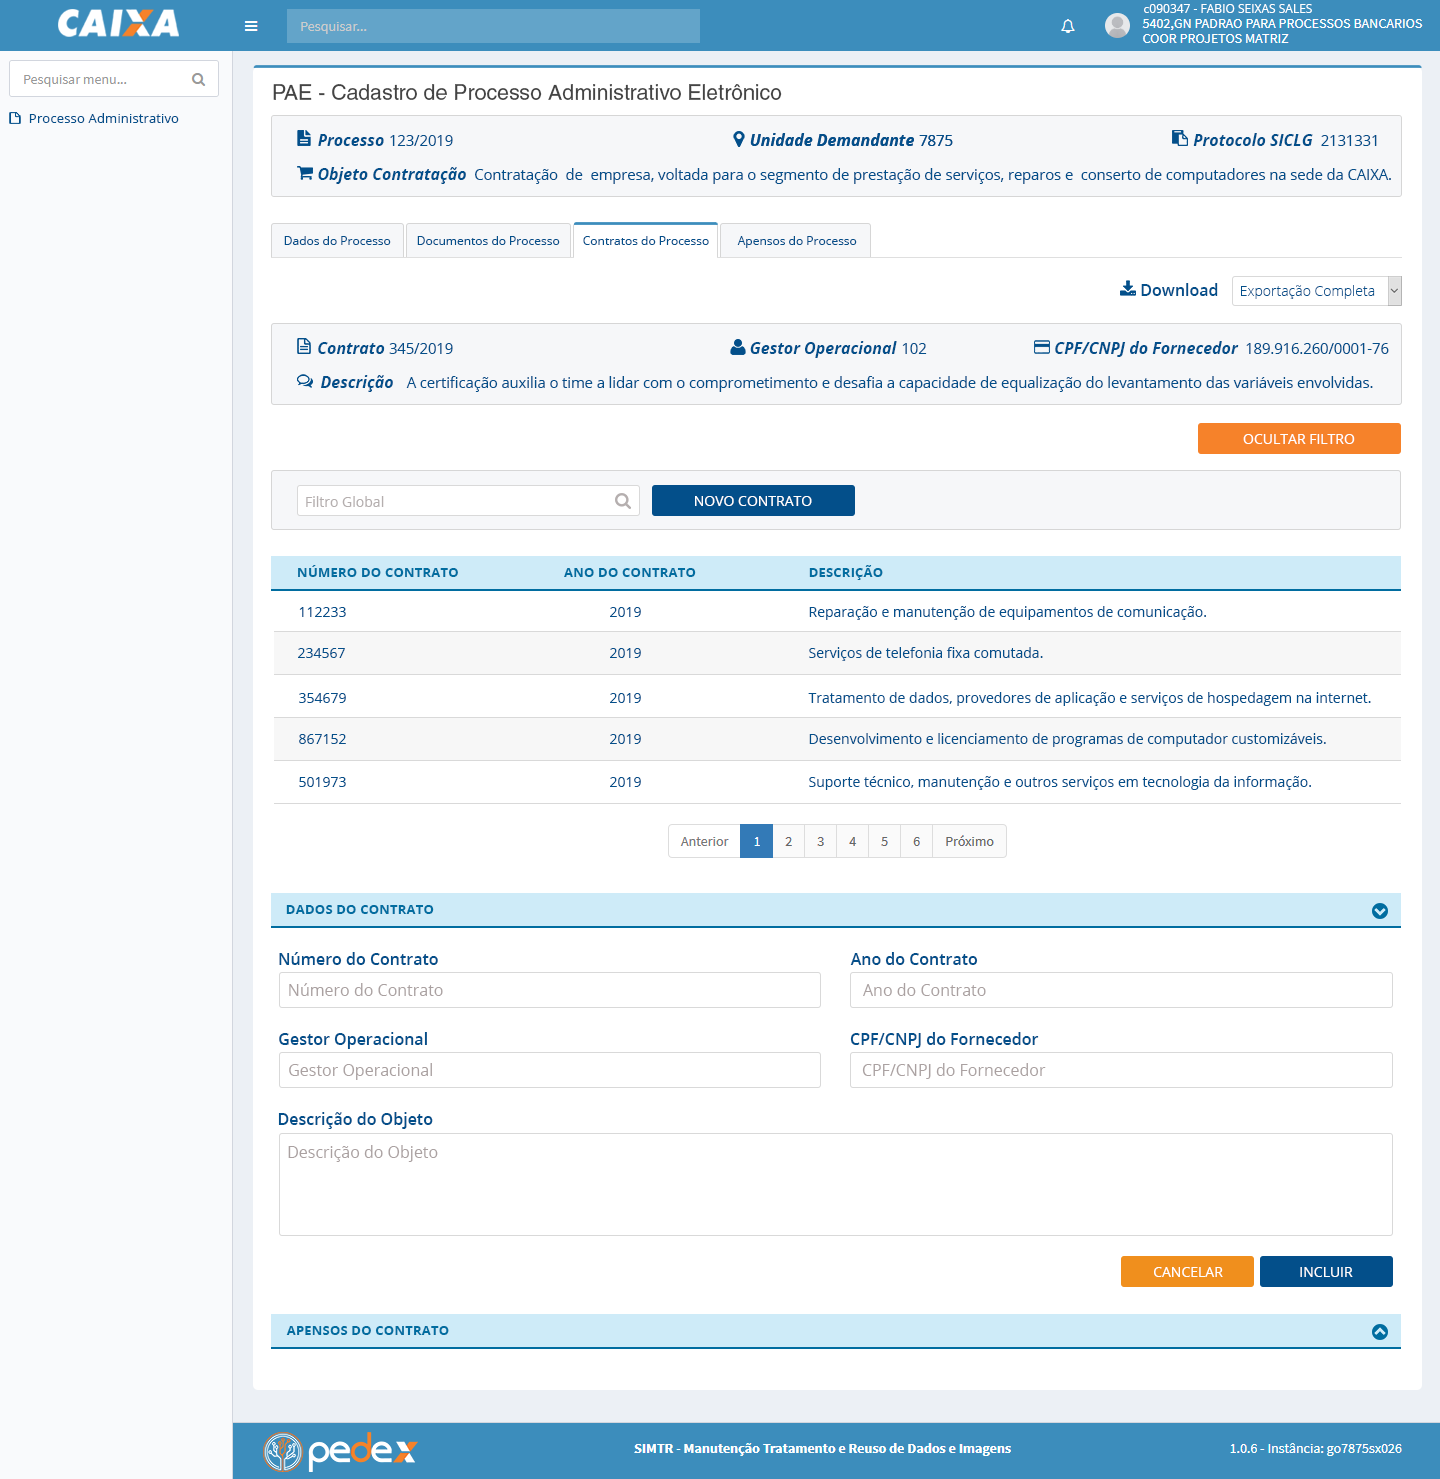 CAIXA
Pesquisar...
c090347 - FABIO SEIXAS SALES
5402,GN PADRAO PARA PROCESSOS BANCARIOS
COOR PROJETOS MATRIZ
Pesquisar menu...
Processo Administrativo
PAE - Cadastro de Processo Administrativo Eletrônico
Processo 123/2019 Unidade Demandante 7875 Protocolo SICLG 2131331
Objeto Contratação Contratação de empresa, voltada para o segmento de prestação de serviços, reparos e conserto de computadores na sede da CAIXA.
Dados do Processo Documentos do Processo Contratos do Processo Apensos do Processo
Download Exportação Completa
Contrato 345/2019 Gestor Operacional 102 CPF/CNPJ do Fornecedor 189.916.260/0001-76
Descrição A certificação auxilia o time a lidar com o comprometimento e desafia a capacidade de equalização do levantamento das variáveis envolvidas.
OCULTAR FILTRO
Filtro Global NOVO CONTRATO
NÚMERO DO CONTRATO ANO DO CONTRATO DESCRIÇÃO
112233 2019 Reparação e manutenção de equipamentos de comunicação.
234567 2019 Serviços de telefonia fixa comutada.
354679 2019 Tratamento de dados, provedores de aplicação e serviços de hospedagem na internet.
867152 2019 Desenvolvimento e licenciamento de programas de computador customizáveis.
501973 2019 Suporte técnico, manutenção e outros serviços em tecnologia da informação.
Anterior 1 2 3 4 5 6 Próximo
DADOS DO CONTRATO
Número do Contrato Ano do Contrato
Número do Contrato Ano do Contrato
Gestor Operacional CPF/CNPJ do Fornecedor
Gestor Operacional CPF/CNPJ do Fornecedor
Descrição do Objeto
Descrição do Objeto
CANCELAR INCLUIR
APENSOS DO CONTRATO
pedex SIMTR - Manutenção Tratamento e Reuso de Dados e Imagens 1.0.6 - Instância: go7875sx026